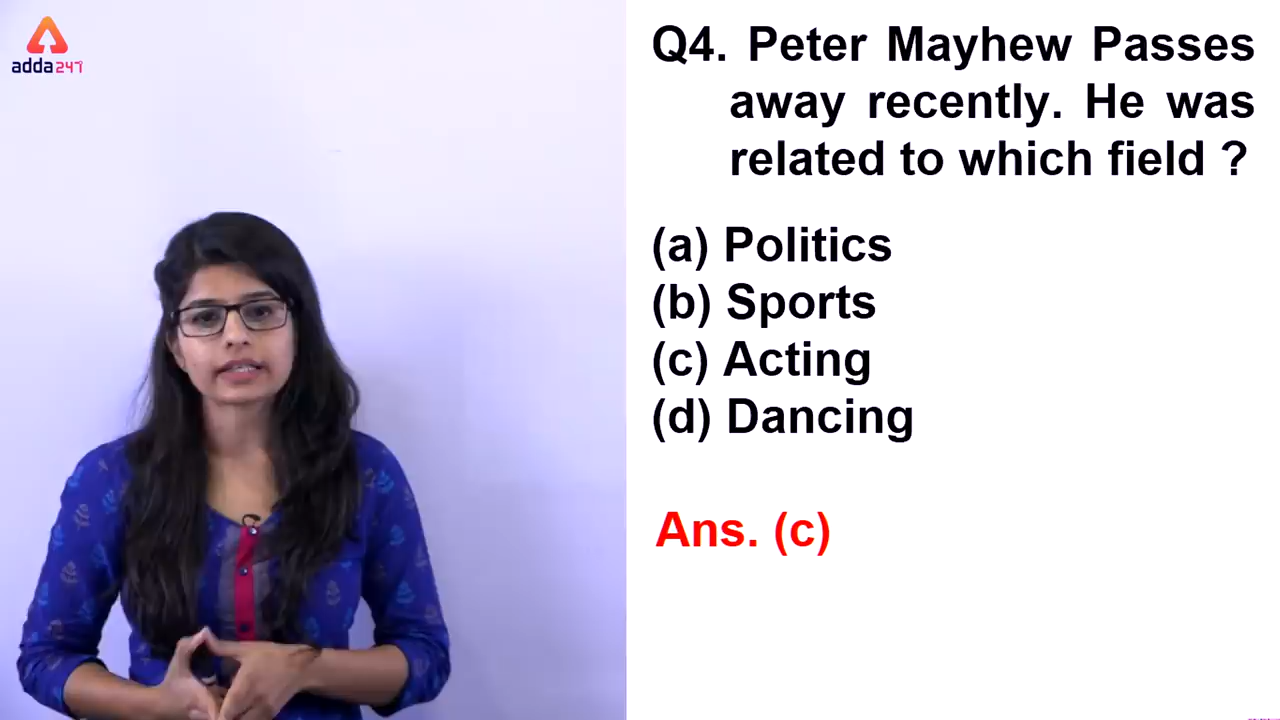 adda247
Q4. Peter Mayhew Passes
away recently. He was
related to which field ?
(a) Politics
(b) Sports
(c) Acting
(d) Dancing
Ans. (c)